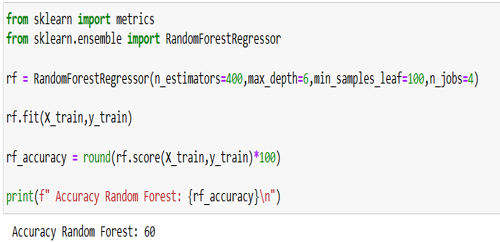 from sklearn import metrics
from sklearn.ensemble import RandomForestRegressor
rf = RandomForestRegressor(n_estimators=400,max_depth=6,min_samples_leaf=100,n_jobs=4)
rf.fit(X_train,y_train)
rf_accuracy = round(rf.score(X_train,y_train)*100)
print(f" Accuracy Random Forest: {rf_accuracy}\n")
Accuracy Random Forest: 60